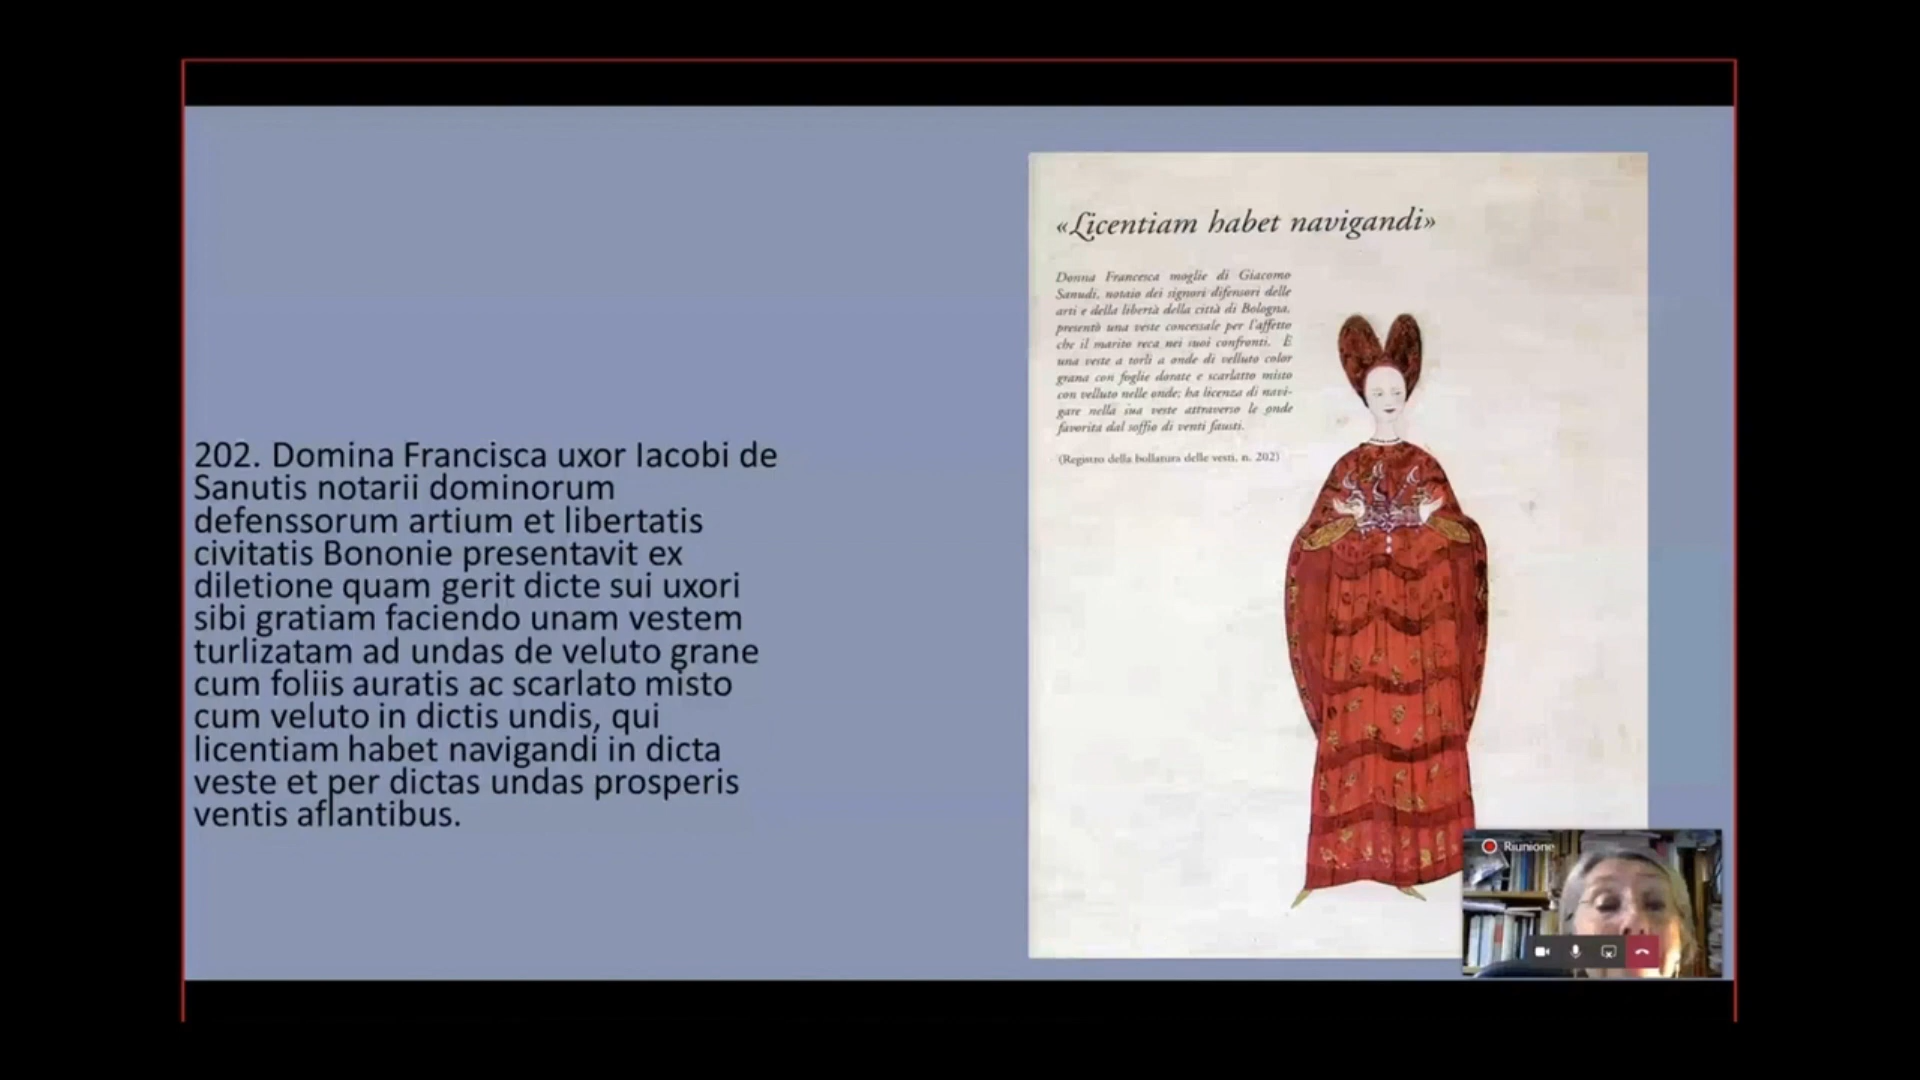 202. Domina Francisca uxor Iacobi de
Sanutis notarii dominorum
defenssorum artium et libertatis
civitatis Bononie presentavit ex
diletione quam gerit dicte sui uxori
sibi gratiam faciendo unam vestem
turlizatam ad undas de veluto grane
cum foliis auratis ac scarlato misto
cum veluto in dictis undis, qui
licentiam habet navigandi in dicta
veste et per dictas undas prosperis
ventis aflantibus.
«Licentiam habet navigandi»
Donna Francesca moglie di Giacomo
Sanudi, notaio dei signori difensori delle
arti e della libertà della città di Bologna,
presentò una veste concessale per l'affetto
che il marito reca nei suoi confronti. È
una veste a torli a onde di velluto color
grana con foglie dorate e scarlatto misto
con velluto nelle onde; ha licenza di navi-
gare nella sua veste attraverso le onde
favorita dal soffio di venti fausti.
(Registro della bollatura delle vesti, n. 202)
Riunione